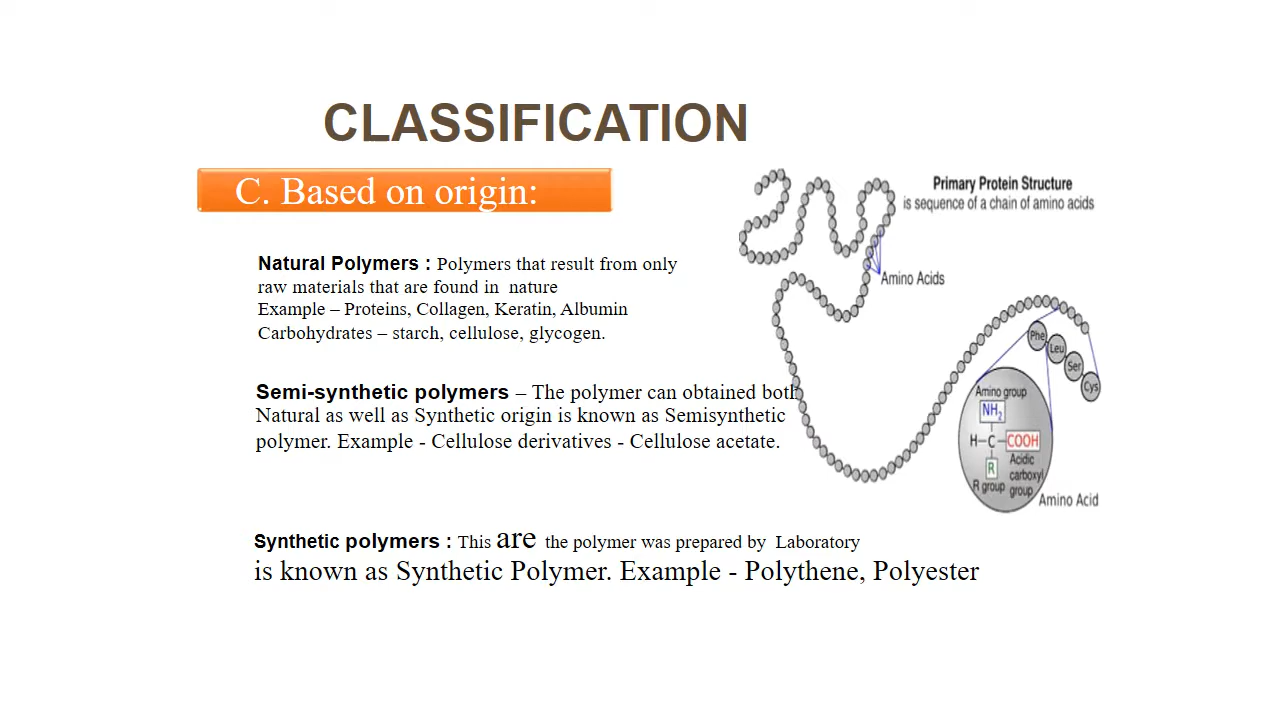 CLASSIFICATION
C. Based on origin:
Natural Polymers : Polymers that result from only
raw materials that are found in nature
Example – Proteins, Collagen, Keratin, Albumin
Carbohydrates – starch, cellulose, glycogen.
Semi-synthetic polymers – The polymer can obtained both
Natural as well as Synthetic origin is known as Semisynthetic
polymer. Example - Cellulose derivatives - Cellulose acetate.
Synthetic polymers : This are the polymer was prepared by Laboratory
is known as Synthetic Polymer. Example - Polythene, Polyester
Primary Protein Structure
is sequence of a chain of amino acids
Amino Acids
Phe
Leu
Ser
Cys
Amino group
NH2
H–C–COOH
R
Acidic
carboxyl
group
R group
Amino Acid